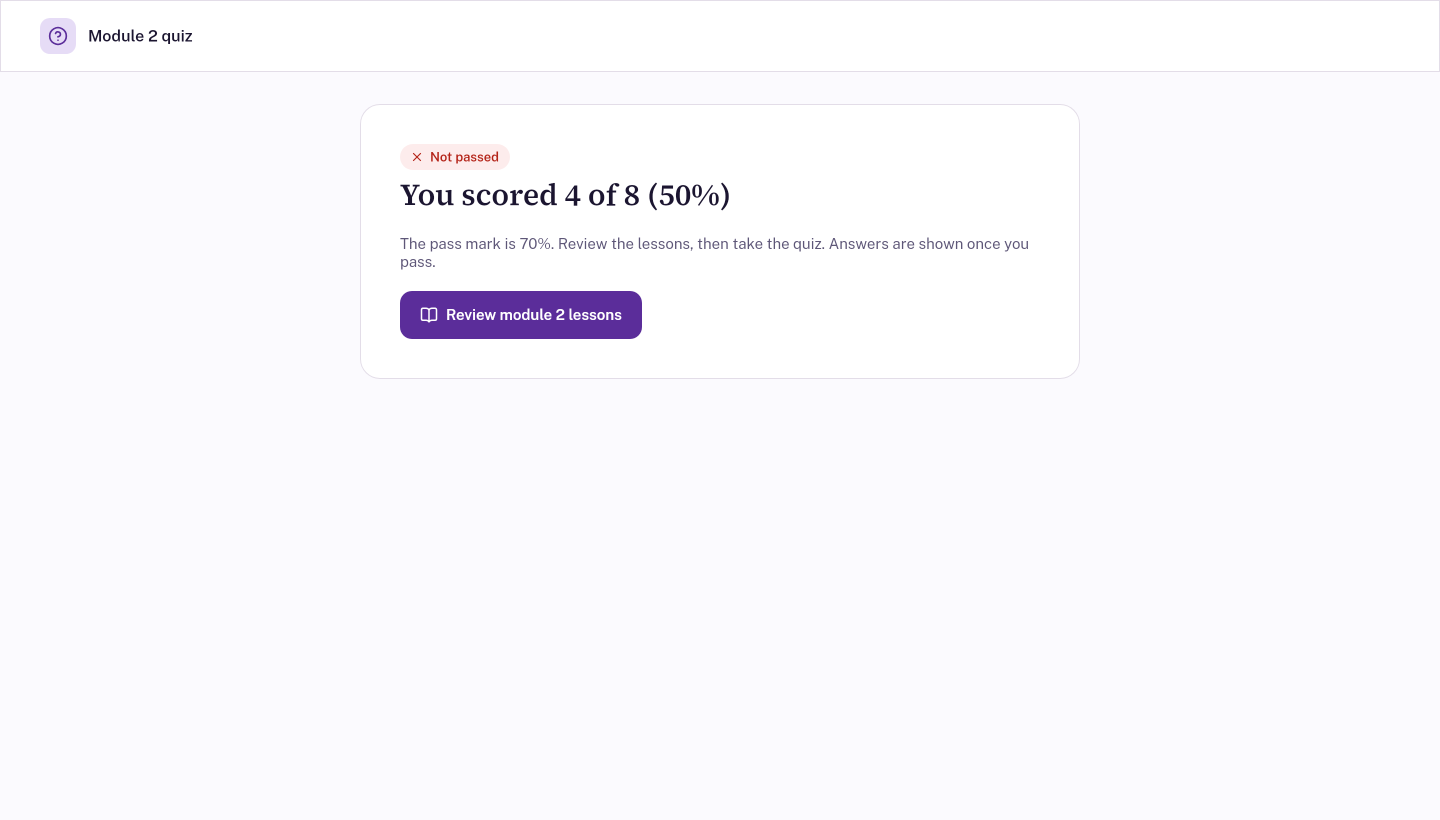 Module 2 quiz
Not passed
You scored 4 of 8 (50%)
The pass mark is 70%. Review the lessons, then take the quiz. Answers are shown once you
pass.
Review module 2 lessons